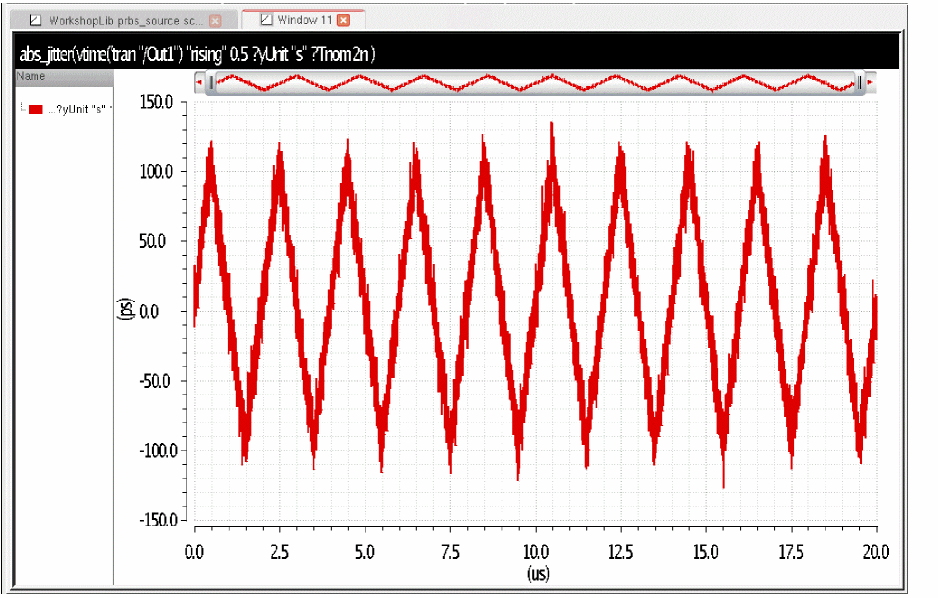 WorkshopLib prbs_source sc...
Window 11
abs_jitter(vtime('tran "/Out1") "rising" 0.5 ?yUnit "s" ?Tnom 2n )
Name
...?yUnit "s"
150.0
100.0
50.0
0.0
-50.0
-100.0
-150.0
(ps)
0.0 2.5 5.0 7.5 10.0 12.5 15.0 17.5 20.0
(us)